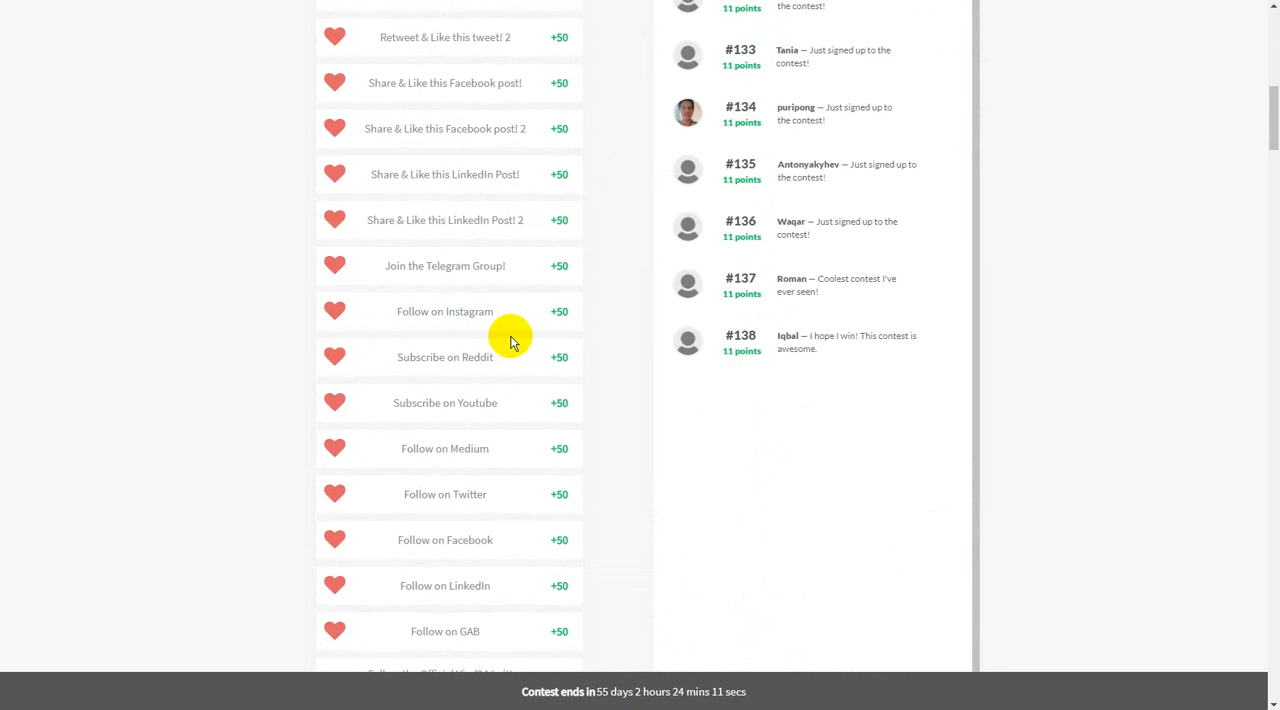 Retweet & Like this tweet! 2 +50
Share & Like this Facebook post! +50
Share & Like this Facebook post! 2 +50
Share & Like this LinkedIn Post! +50
Share & Like this LinkedIn Post! 2 +50
Join the Telegram Group! +50
Follow on Instagram +50
Subscribe on Reddit +50
Subscribe on Youtube +50
Follow on Medium +50
Follow on Twitter +50
Follow on Facebook +50
Follow on LinkedIn +50
Follow on GAB +50
11 points
the contest!
#133
11 points
Tania — Just signed up to the
contest!
#134
11 points
puripong — Just signed up to
the contest!
#135
11 points
Antonyakyhev — Just signed up to
the contest!
#136
11 points
Waqar — Just signed up to the
contest!
#137
11 points
Roman — Coolest contest I've
ever seen!
#138
11 points
Iqbal — I hope I win! This contest is
awesome.
Contest ends in 55 days 2 hours 24 mins 11 secs